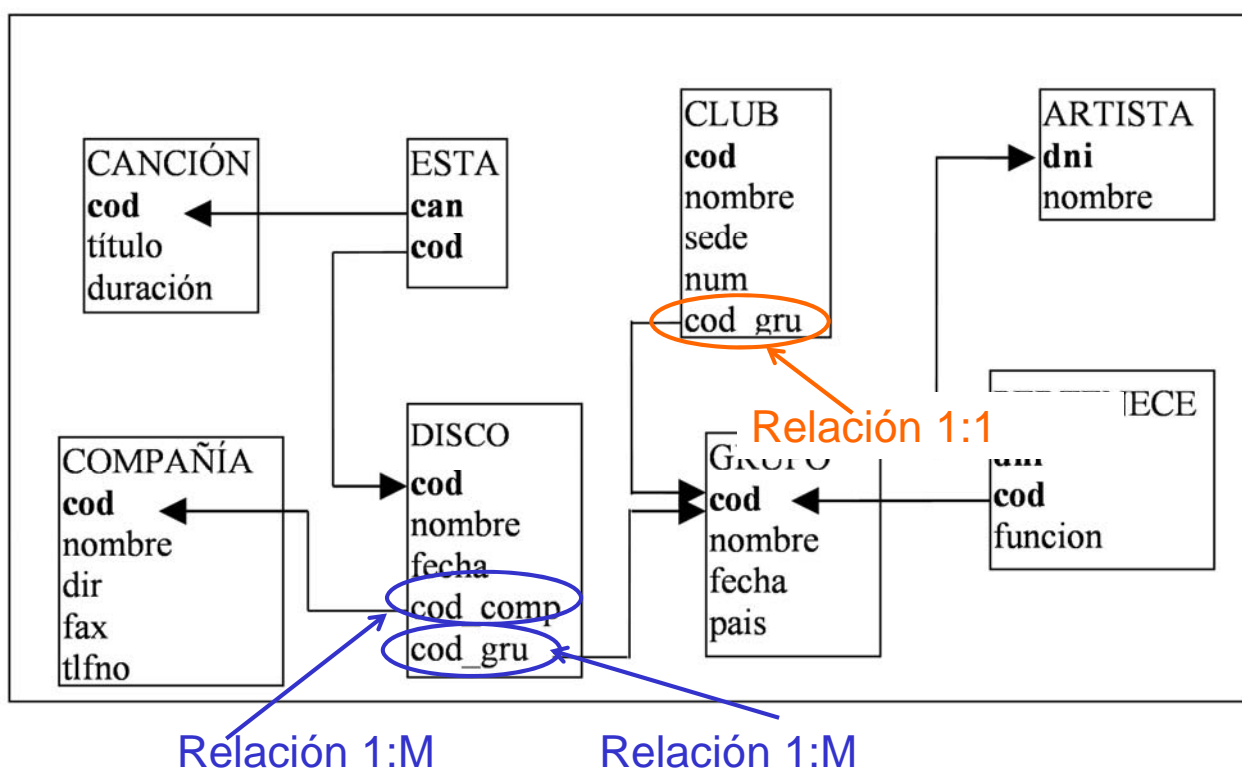 CANCIÓN
cod
título
duración
ESTA
can
cod
CLUB
cod
nombre
sede
num
cod_gru
ARTISTA
dni
nombre
Relación 1:1
COMPAÑÍA
cod
nombre
dir
fax
tlfno
DISCO
cod
nombre
fecha
cod_comp
cod_gru
GRUPO
cod
nombre
fecha
pais
dni
cod
funcion
Relación 1:M
Relación 1:M